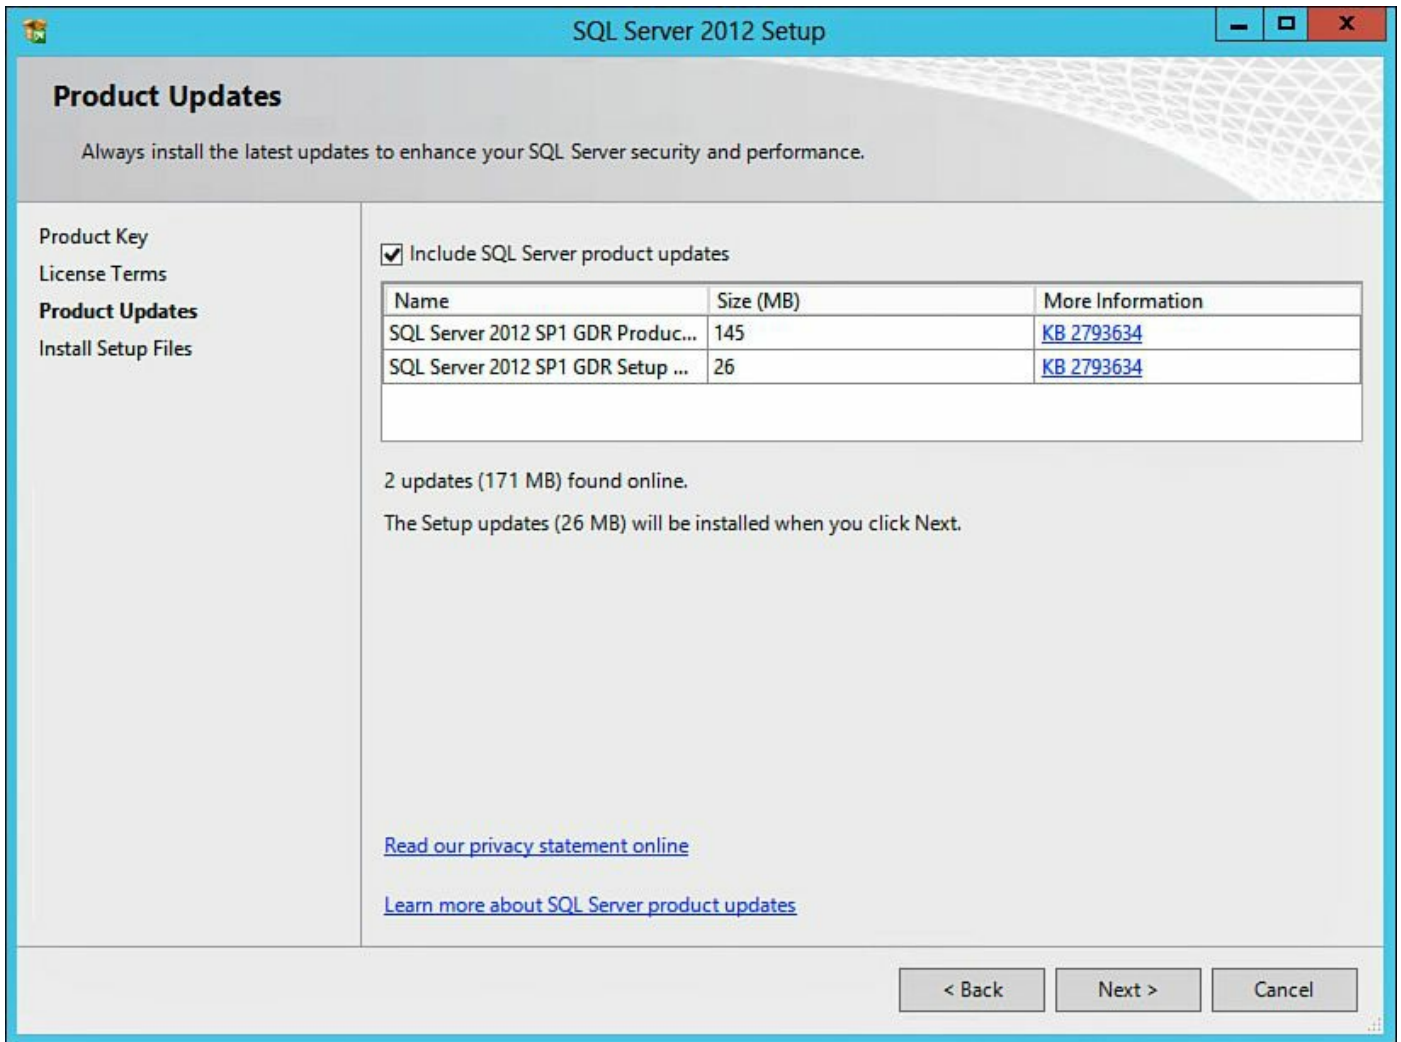 SQL Server 2012 Setup
X
Product Updates
Always install the latest updates to enhance your SQL Server security and performance.
Product Key
License Terms
Product Updates
Install Setup Files
Include SQL Server product updates
Name Size (MB) More Information
SQL Server 2012 SP1 GDR Produc... 145 KB 2793634
SQL Server 2012 SP1 GDR Setup ... 26 KB 2793634
2 updates (171 MB) found online.
The Setup updates (26 MB) will be installed when you click Next.
Read our privacy statement online
Learn more about SQL Server product updates
< Back Next > Cancel